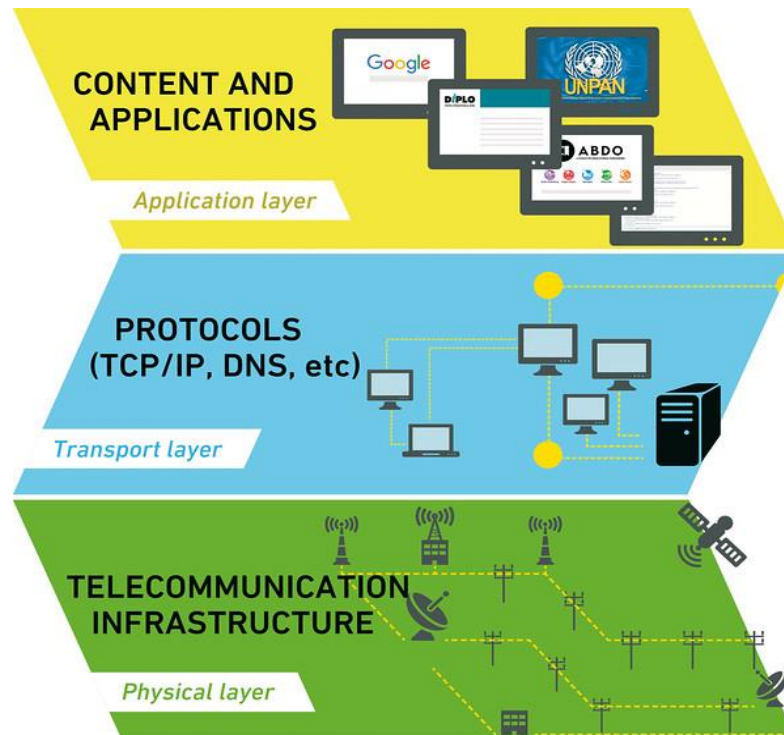 CONTENT AND
APPLICATIONS
Application layer
Google
UNPAN
DiPLO
ABDO
PROTOCOLS
(TCP/IP, DNS, etc)
Transport layer
TELECOMMUNICATION
INFRASTRUCTURE
Physical layer